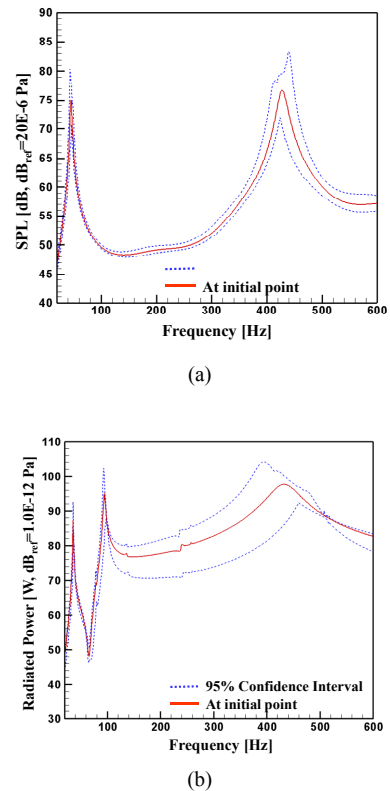 90
85
80
75
70
65
60
55
50
45
40
SPL [dB, dBref=20E-6 Pa]
At initial point
100 200 300 400 500 600
Frequency [Hz]
(a)
110
100
90
80
70
60
50
40
30
Radiated Power [W, dBref=1.0E-12 Pa]
95% Confidence Interval
At initial point
100 200 300 400 500 600
Frequency [Hz]
(b)